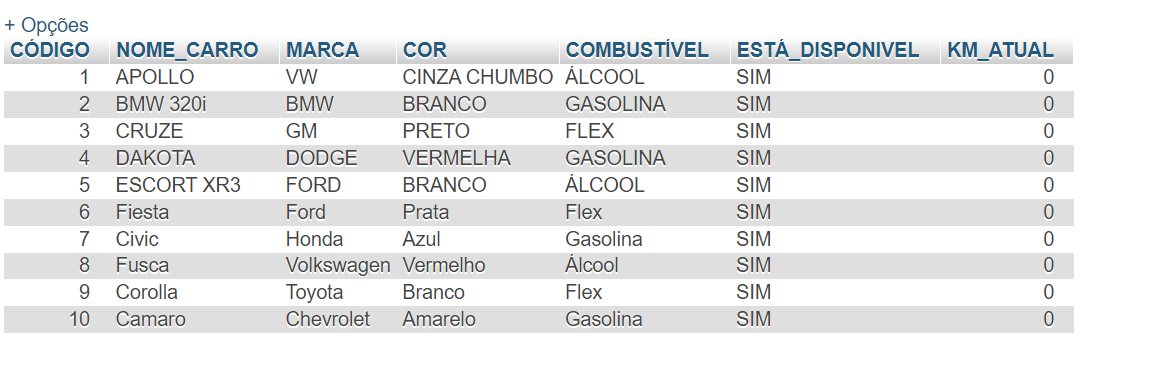 + Opções
CÓDIGO NOME_CARRO MARCA COR COMBUSTÍVEL ESTÁ_DISPONIVEL KM_ATUAL
1 APOLLO VW CINZA CHUMBO ÁLCOOL SIM 0
2 BMW 320i BMW BRANCO GASOLINA SIM 0
3 CRUZE GM PRETO FLEX SIM 0
4 DAKOTA DODGE VERMELHA GASOLINA SIM 0
5 ESCORT XR3 FORD BRANCO ÁLCOOL SIM 0
6 Fiesta Ford Prata Flex SIM 0
7 Civic Honda Azul Gasolina SIM 0
8 Fusca Volkswagen Vermelho Álcool SIM 0
9 Corolla Toyota Branco Flex SIM 0
10 Camaro Chevrolet Amarelo Gasolina SIM 0